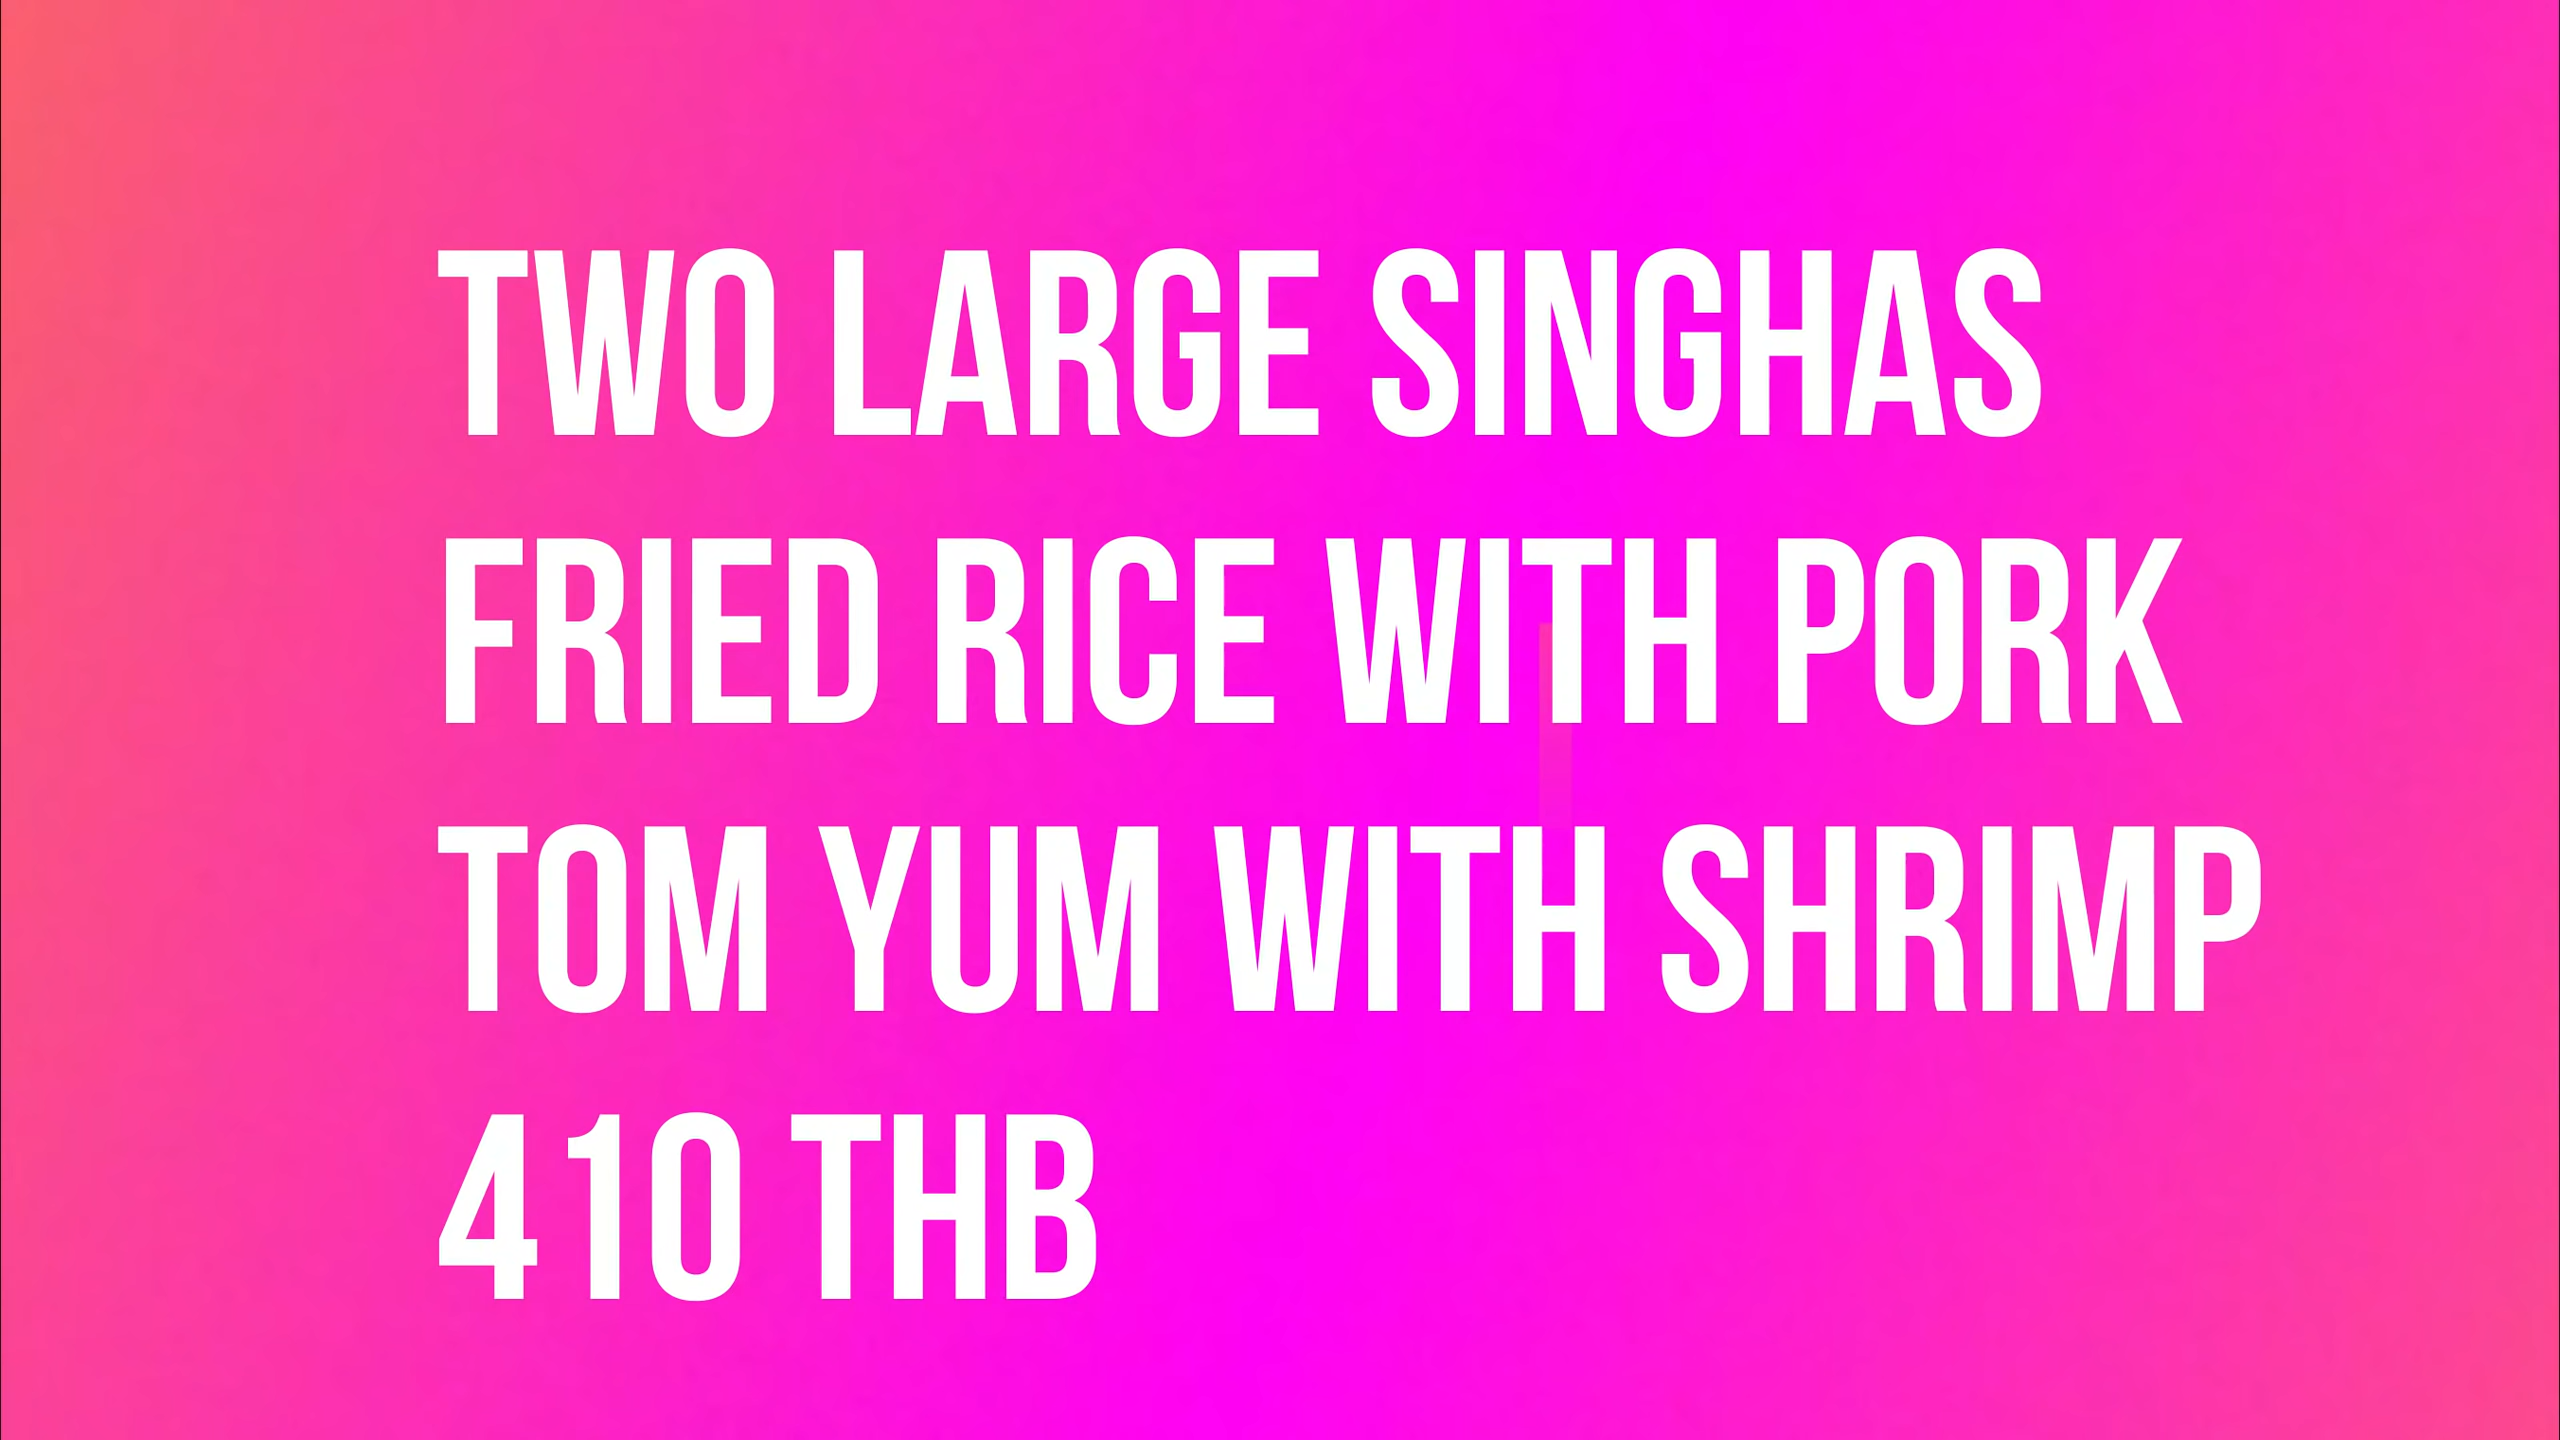 TWO LARGE SINGHAS
FRIED RICE WITH PORK
TOM YUM WITH SHRIMP
410 THB